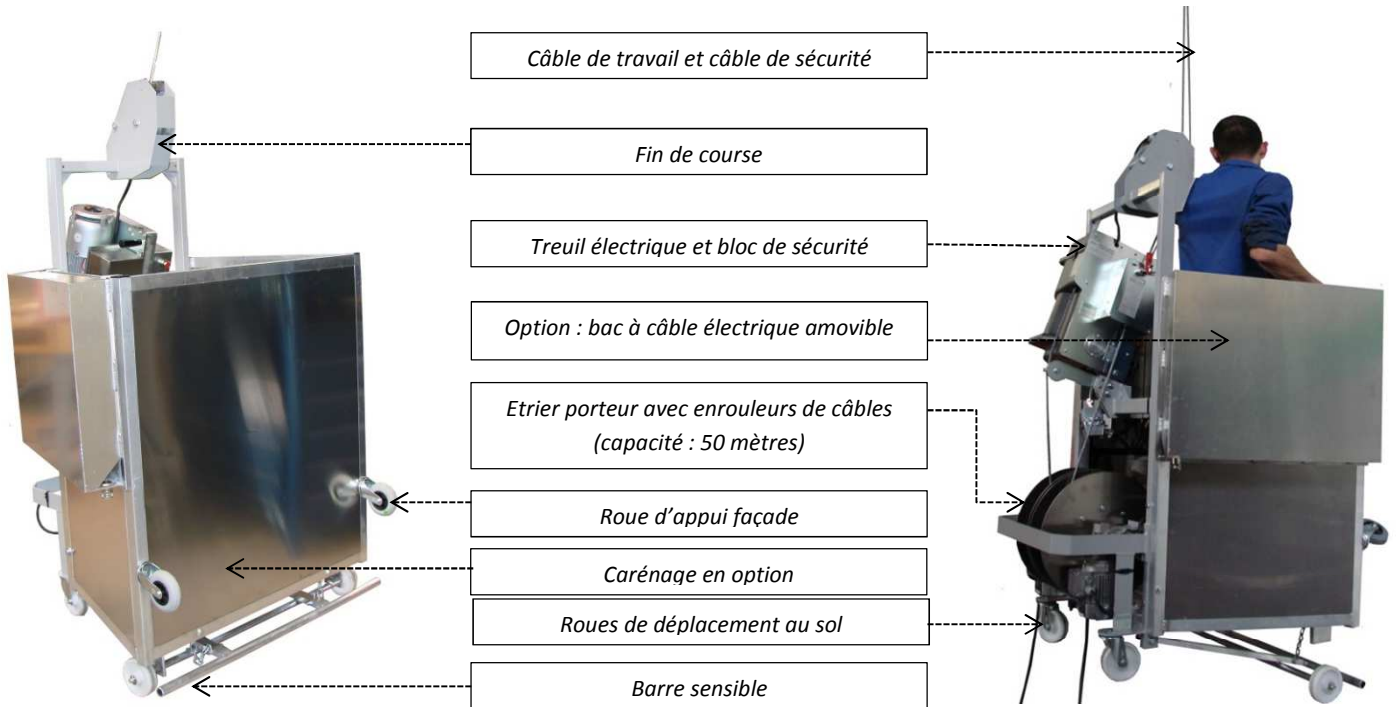 Câble de travail et câble de sécurité
Fin de course
Treuil électrique et bloc de sécurité
Option : bac à câble électrique amovible
Etrier porteur avec enrouleurs de câbles
(capacité : 50 mètres)
Roue d’appui façade
Carénage en option
Roues de déplacement au sol
Barre sensible